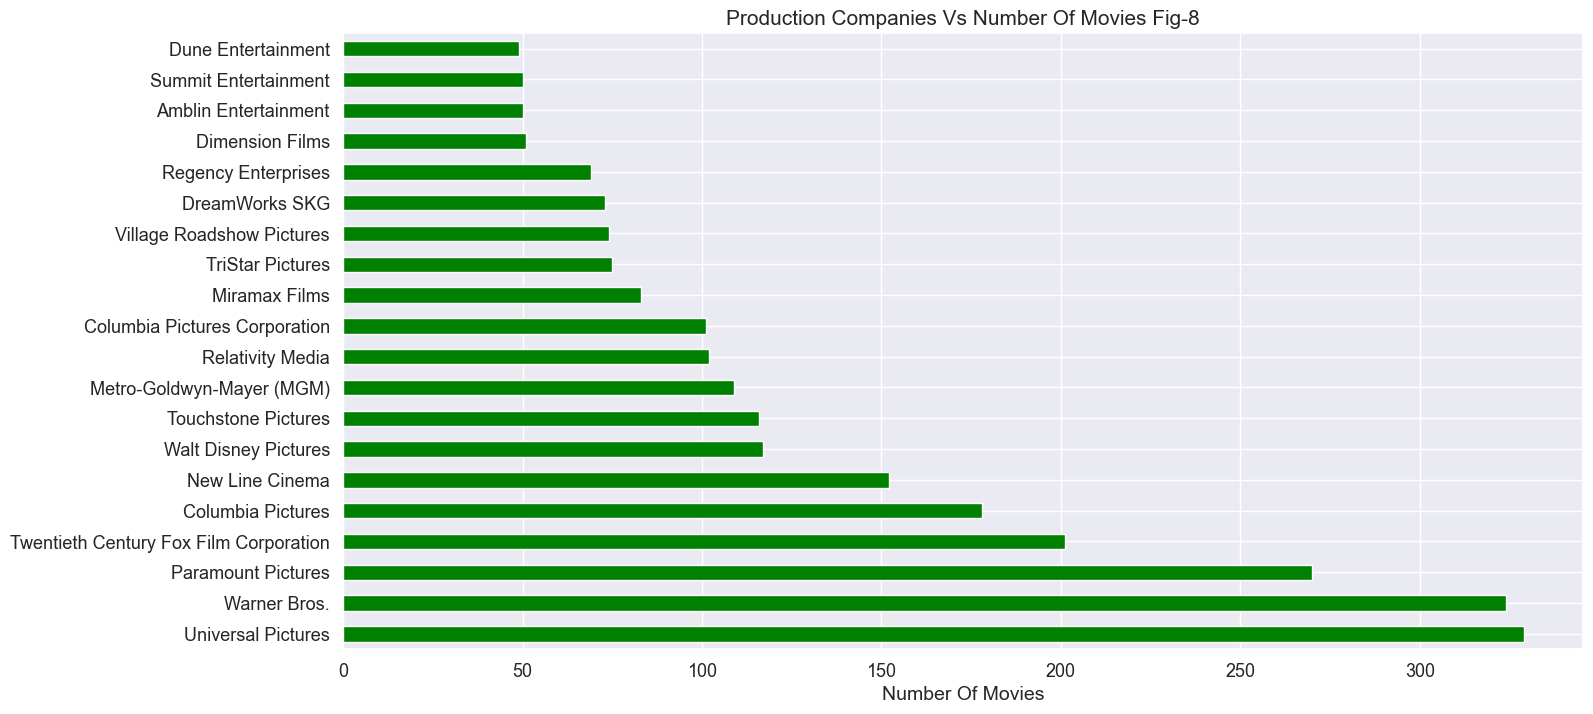 Production Companies Vs Number Of Movies Fig-8
Dune Entertainment
Summit Entertainment
Amblin Entertainment
Dimension Films
Regency Enterprises
DreamWorks SKG
Village Roadshow Pictures
TriStar Pictures
Miramax Films
Columbia Pictures Corporation
Relativity Media
Metro-Goldwyn-Mayer (MGM)
Touchstone Pictures
Walt Disney Pictures
New Line Cinema
Columbia Pictures
Twentieth Century Fox Film Corporation
Paramount Pictures
Warner Bros.
Universal Pictures
0 50 100 150 200 250 300
Number Of Movies